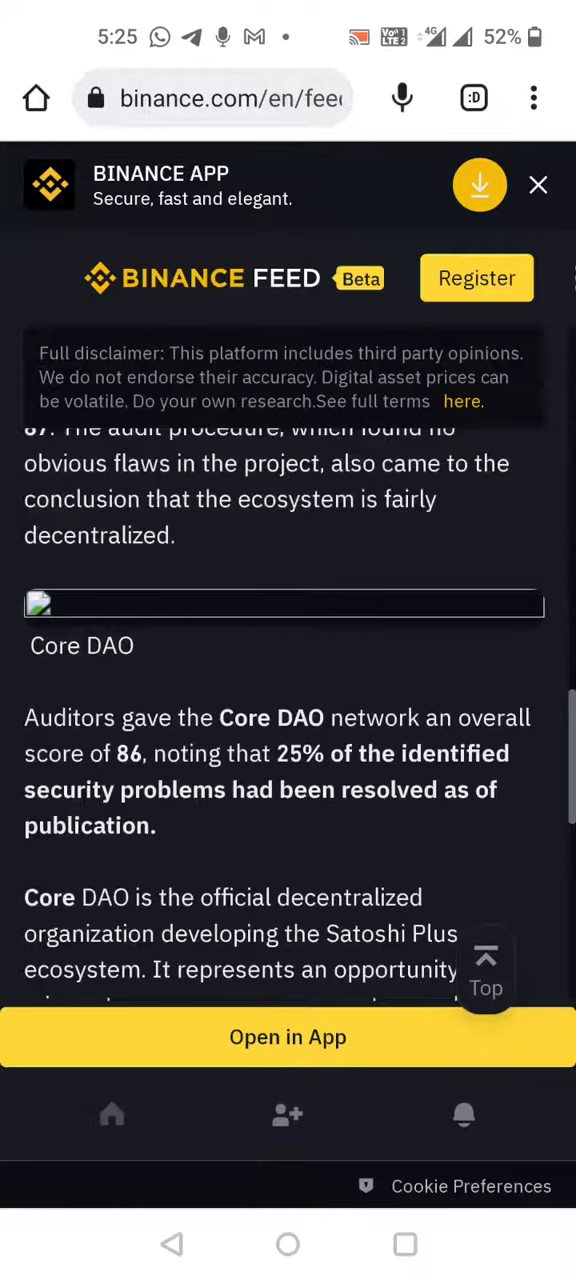 5:25
VoD LTE 2
4G
52%
binance.com/en/fee
:D
BINANCE APP
Secure, fast and elegant.
BINANCE FEED Beta
Register
Full disclaimer: This platform includes third party opinions.
We do not endorse their accuracy. Digital asset prices can
be volatile. Do your own research.See full terms here.
87. The audit procedure, which found no
obvious flaws in the project, also came to the
conclusion that the ecosystem is fairly
decentralized.
Core DAO
Auditors gave the Core DAO network an overall
score of 86, noting that 25% of the identified
security problems had been resolved as of
publication.
Core DAO is the official decentralized
organization developing the Satoshi Plus
ecosystem. It represents an opportunity
Top
Open in App
Cookie Preferences